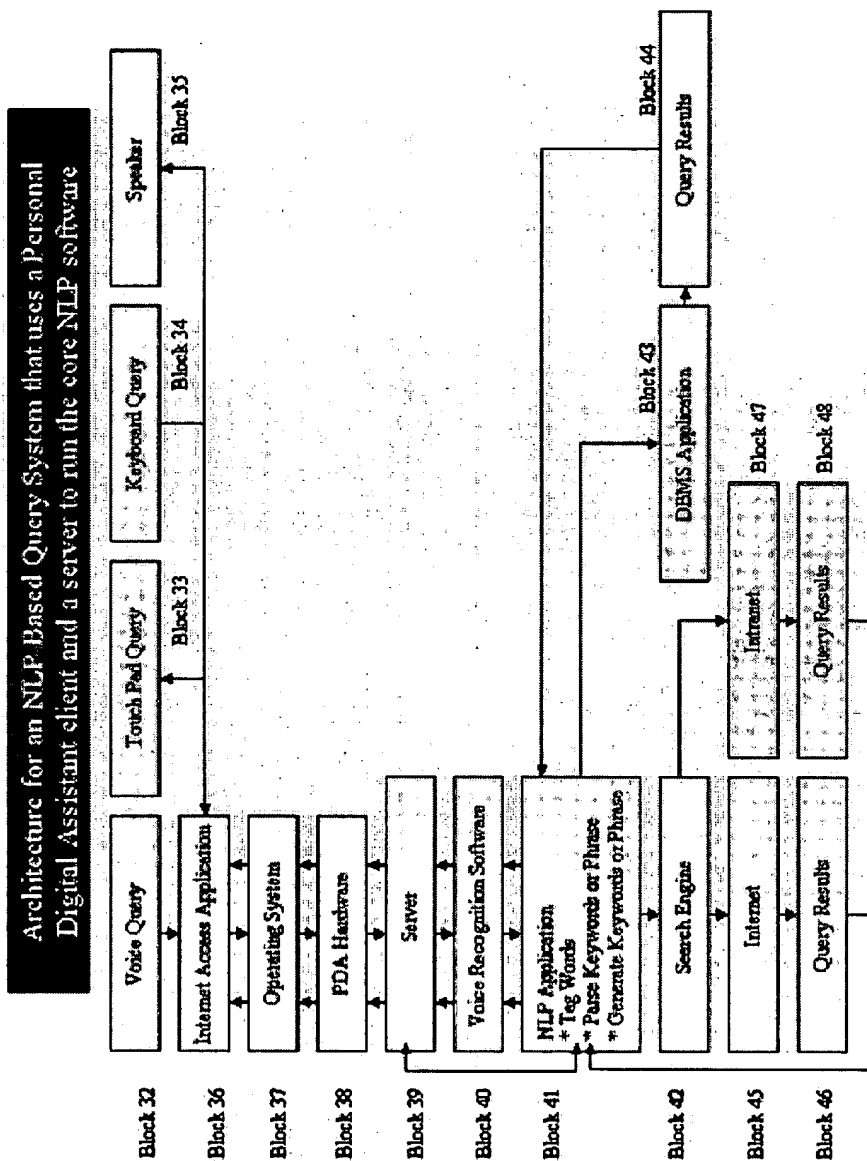 Architecture for an NLP Based Query System that uses a Personal
Digital Assistant client and a server to run the core NLP software
Block 32
Voice Query
Touch Pad Query
Block 33
Keyboard Query
Block 34
Speaker
Block 35
Block 36
Internet Access Application
Block 37
Operating System
Block 38
PDA Hardware
Block 39
Server
Block 40
Voice Recognition Software
Block 41
NLP Application
* Tag Words
* Parse Keywords or Phrase
* Generate Keywords or Phrase
Block 42
Search Engine
DBMS Application
Block 43
Query Results
Block 44
Block 45
Internet
Intranet
Block 47
Block 46
Query Results
Query Results
Block 48